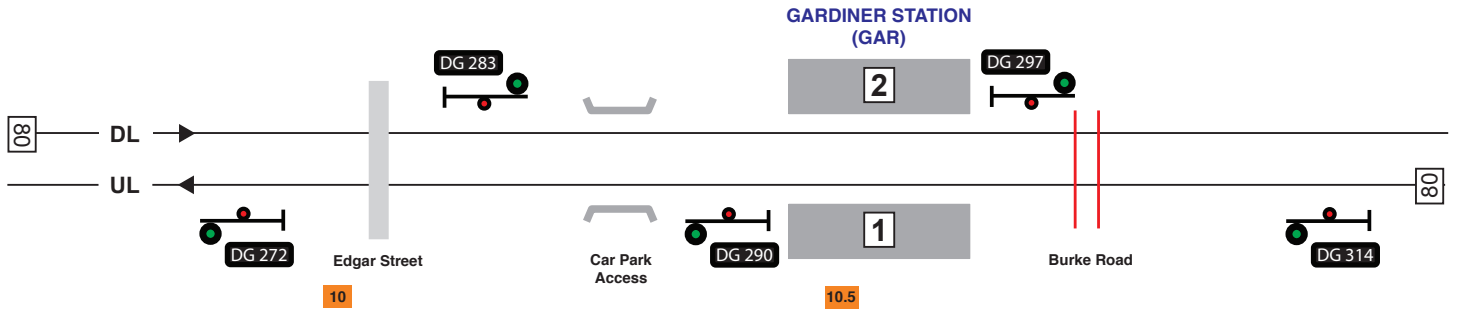 GARDINER STATION
(GAR)
DG 283
2
DG 297
80
DL
UL
80
1
DG 272
Edgar Street
Car Park
Access
DG 290
Burke Road
DG 314
10
10.5